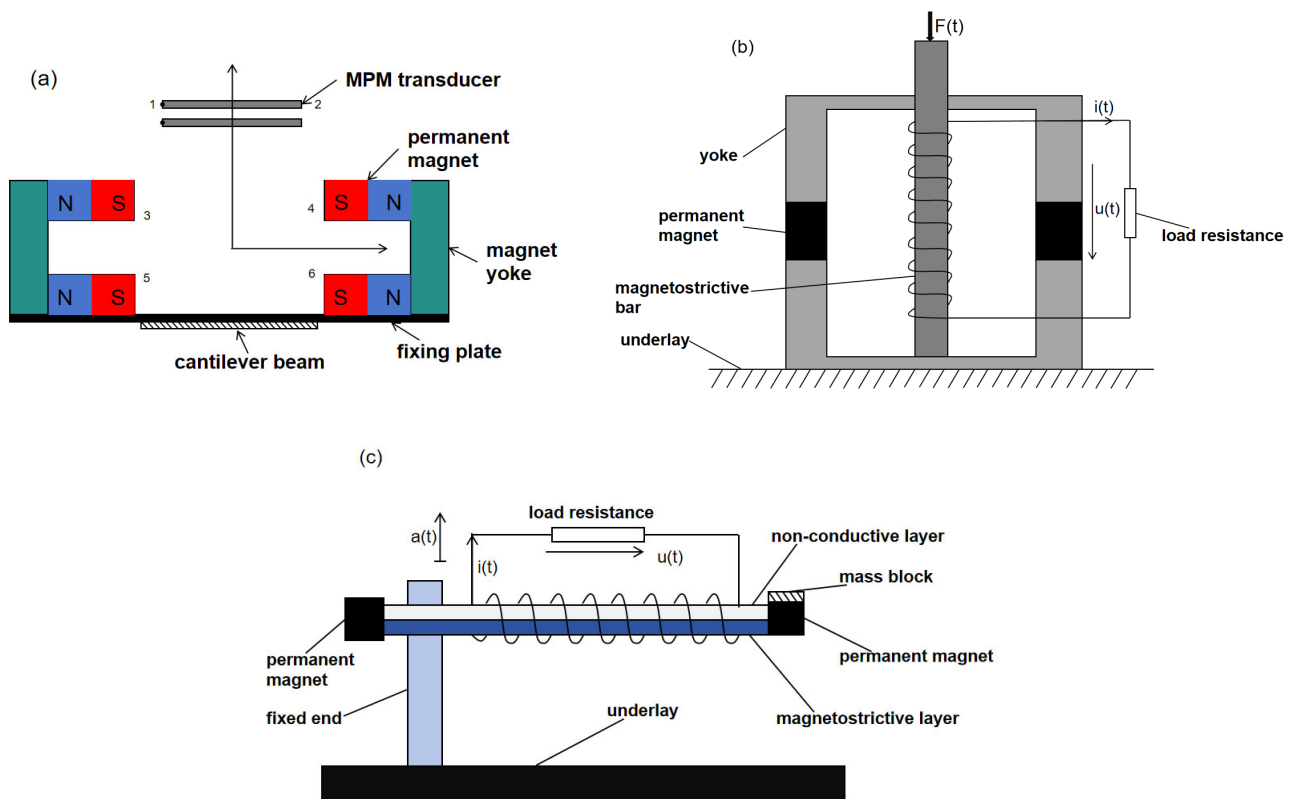 (a)
MPM transducer
1
2
permanent
magnet
N
S
S
N
3
4
magnet
yoke
5
6
N
S
S
N
fixing plate
cantilever beam
(b)
F(t)
i(t)
yoke
u(t)
permanent
magnet
load resistance
magnetostrictive
bar
underlay
(c)
load resistance
a(t)
i(t)
u(t)
non-conductive layer
mass block
permanent
magnet
permanent magnet
fixed end
underlay
magnetostrictive layer